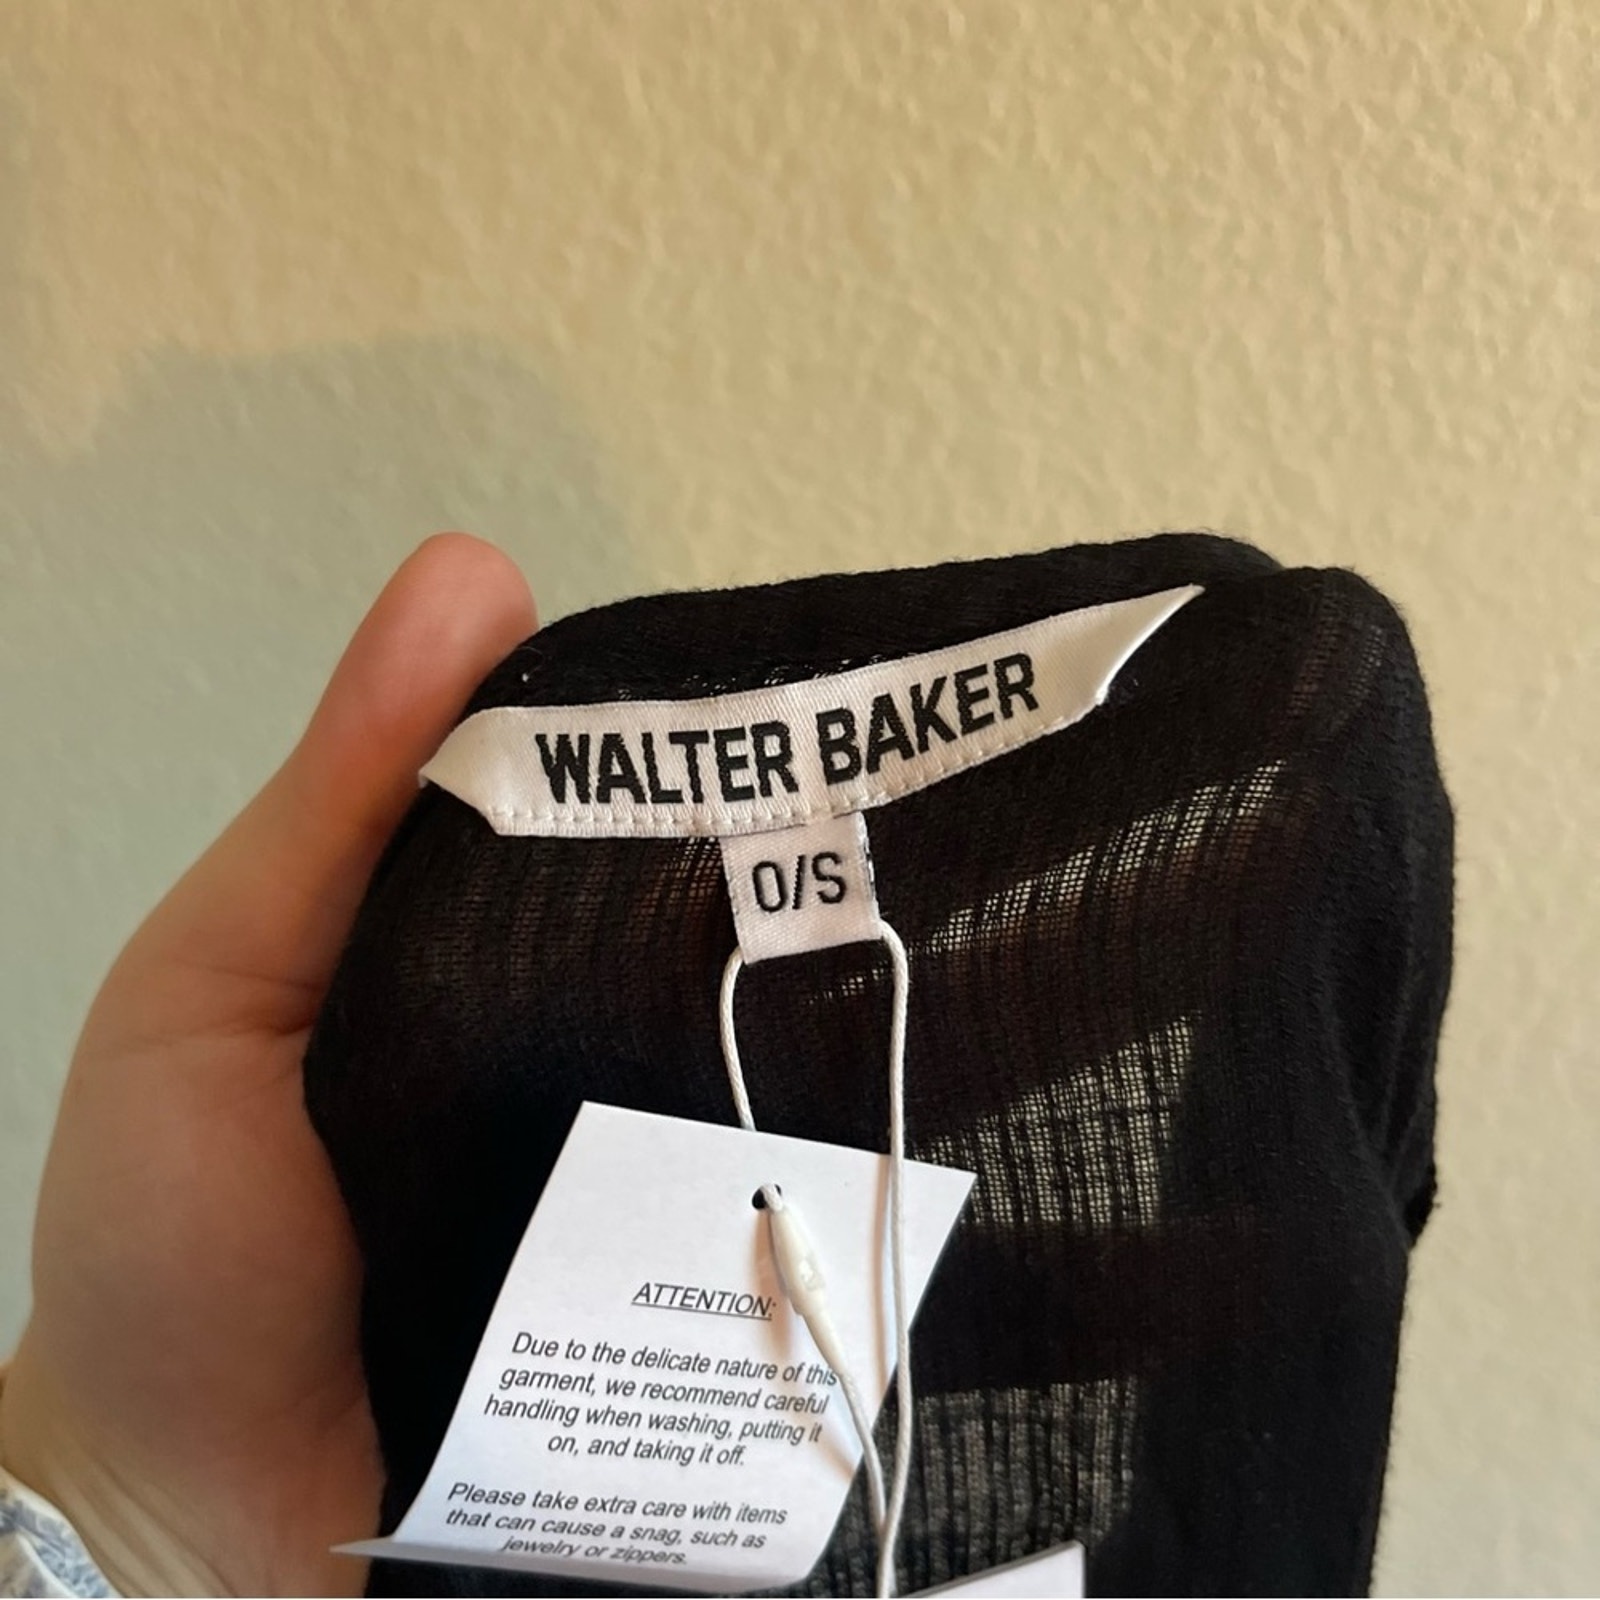 WALTER BAKER
O/S
ATTENTION:
Due to the delicate nature of this
garment, we recommend careful
handling when washing, putting it
on, and taking it off.
Please take extra care with items
that can cause a snag, such as
jewelry or zippers.